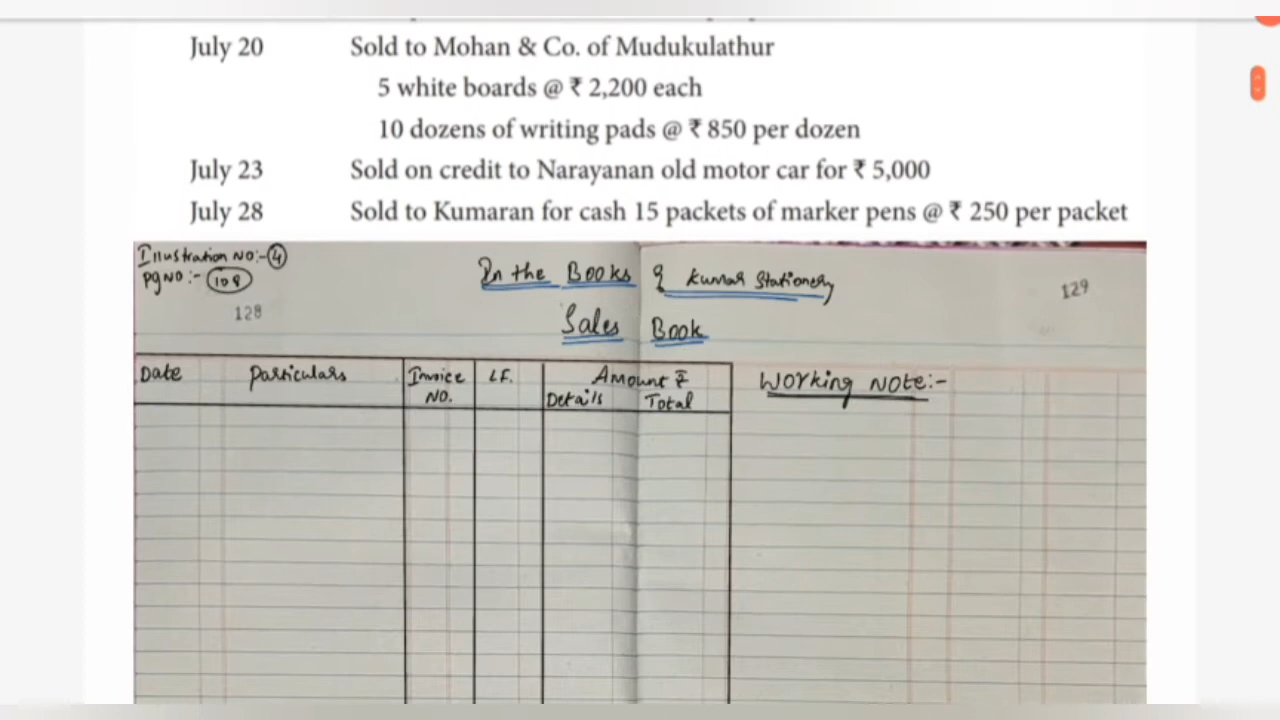 July 20 Sold to Mohan & Co. of Mudukulathur
5 white boards @ ₹ 2,200 each
10 dozens of writing pads @ ₹ 850 per dozen
July 23 Sold on credit to Narayanan old motor car for ₹ 5,000
July 28 Sold to Kumaran for cash 15 packets of marker pens @ ₹ 250 per packet
Illustration NO:- 4
Pg NO:- 108
128
In the Books of Kumar Stationery
129
Sales Book
Date Particulars Invoice NO. L.F. Amount ₹
Details Total
Working Note:-